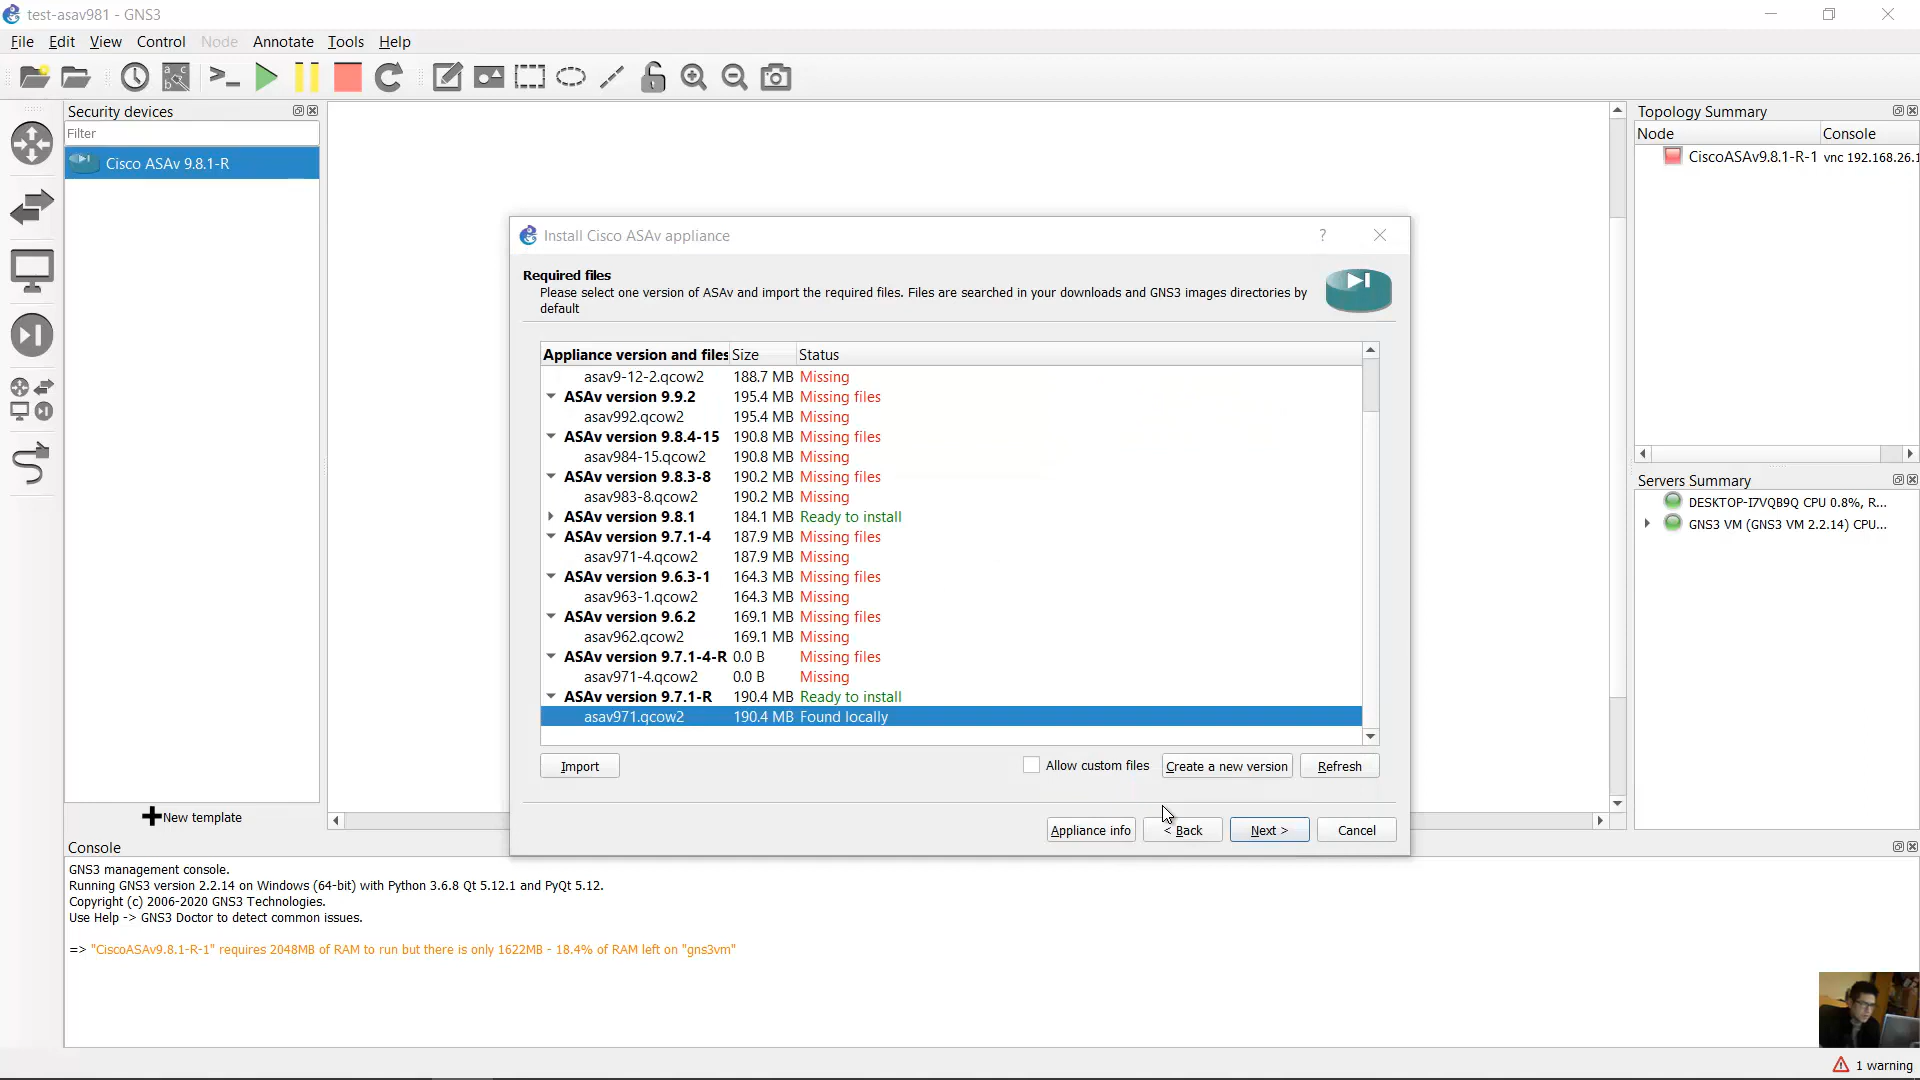 test-asav981 - GNS3
File Edit View Control Node Annotate Tools Help
Security devices
Filter
Cisco ASAv 9.8.1-R
New template
Topology Summary
Node Console
CiscoASAv9.8.1-R-1 vnc 192.168.26.1
Servers Summary
DESKTOP-I7VQB9Q CPU 0.8%, R...
GNS3 VM (GNS3 VM 2.2.14) CPU...
Install Cisco ASAv appliance
Required files
Please select one version of ASAv and import the required files. Files are searched in your downloads and GNS3 images directories by
default
Appliance version and files Size Status
asav9-12-2.qcow2 188.7 MB Missing
ASAv version 9.9.2 195.4 MB Missing files
asav992.qcow2 195.4 MB Missing
ASAv version 9.8.4-15 190.8 MB Missing files
asav984-15.qcow2 190.8 MB Missing
ASAv version 9.8.3-8 190.2 MB Missing files
asav983-8.qcow2 190.2 MB Missing
ASAv version 9.8.1 184.1 MB Ready to install
ASAv version 9.7.1-4 187.9 MB Missing files
asav971-4.qcow2 187.9 MB Missing
ASAv version 9.6.3-1 164.3 MB Missing files
asav963-1.qcow2 164.3 MB Missing
ASAv version 9.6.2 169.1 MB Missing files
asav962.qcow2 169.1 MB Missing
ASAv version 9.7.1-4-R 0.0 B Missing files
asav971-4.qcow2 0.0 B Missing
ASAv version 9.7.1-R 190.4 MB Ready to install
asav971.qcow2 190.4 MB Found locally
Import Allow custom files Create a new version Refresh
Appliance info < Back Next > Cancel
Console
GNS3 management console.
Running GNS3 version 2.2.14 on Windows (64-bit) with Python 3.6.8 Qt 5.12.1 and PyQt 5.12.
Copyright (c) 2006-2020 GNS3 Technologies.
Use Help -> GNS3 Doctor to detect common issues.
=> "CiscoASAv9.8.1-R-1" requires 2048MB of RAM to run but there is only 1622MB - 18.4% of RAM left on "gns3vm"
1 warning